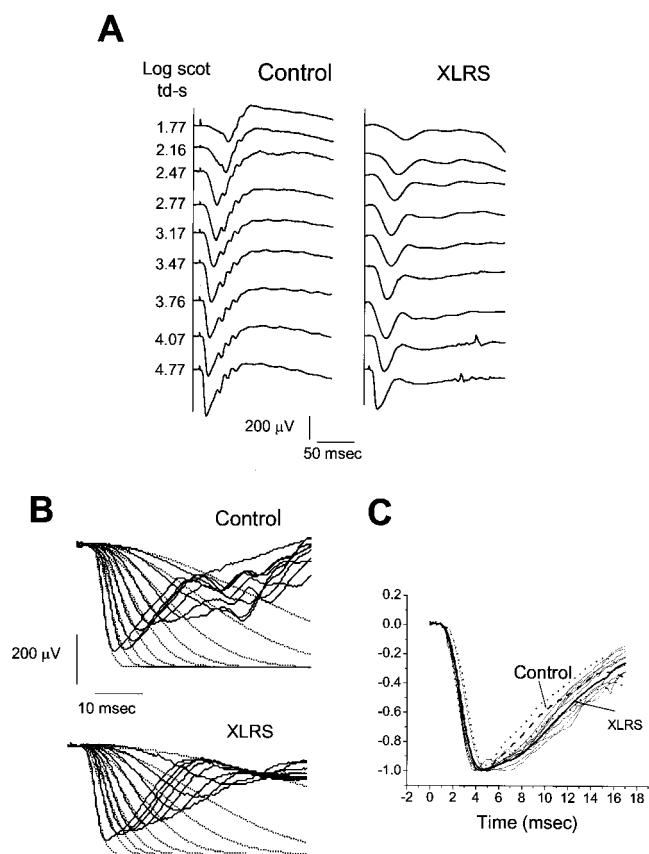 A
Log scot
td-s
Control
XLRS
1.77
2.16
2.47
2.77
3.17
3.47
3.76
4.07
4.77
200 μV
50 msec
B
Control
200 μV
10 msec
XLRS
C
0.2
0.0
-0.2
-0.4
-0.6
-0.8
-1.0
Control
XLRS
-2 0 2 4 6 8 10 12 14 16 18
Time (msec)